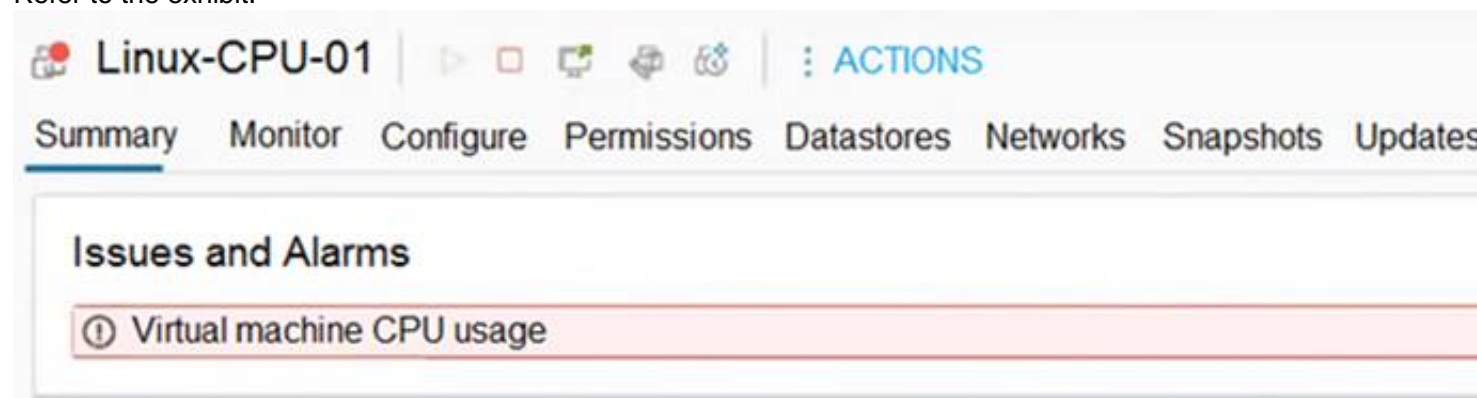 Refer to the exhibit.
Linux-CPU-01 ACTIONS
Summary Monitor Configure Permissions Datastores Networks Snapshots Updates
Issues and Alarms
Virtual machine CPU usage